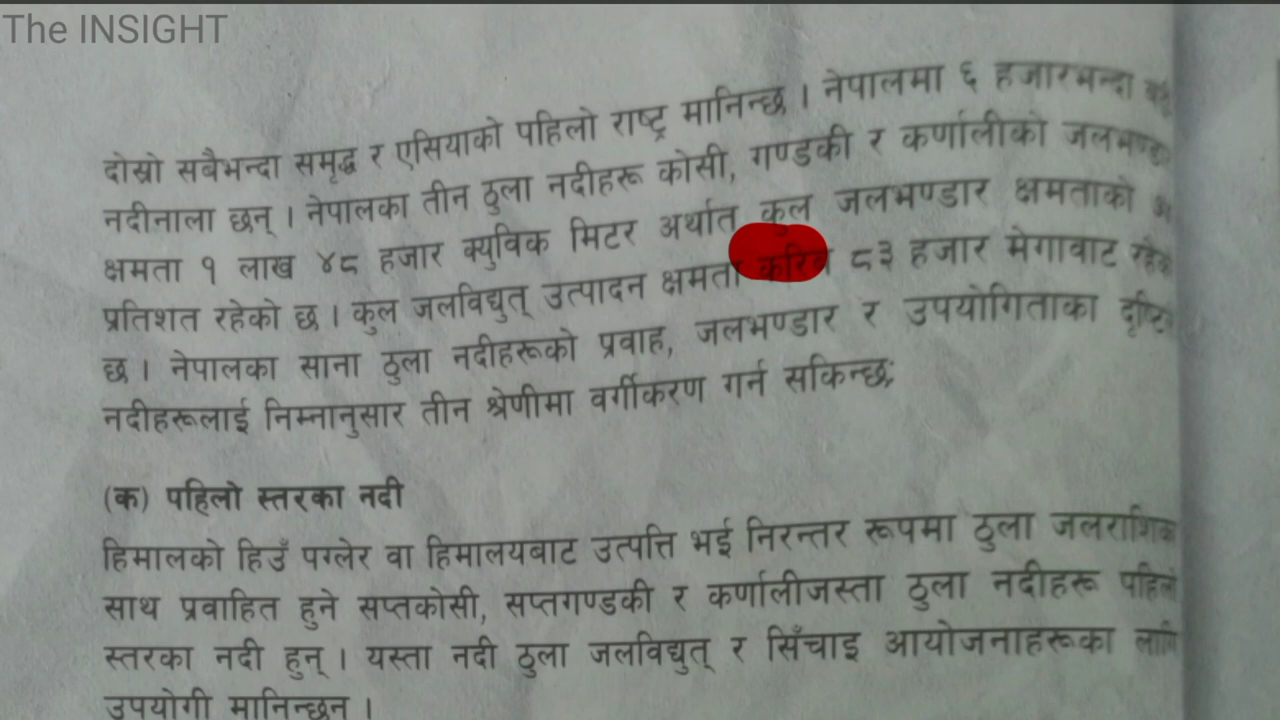 The INSIGHT
दोस्रो सबैभन्दा समृद्ध र एसियाको पहिलो राष्ट्र मानिन्छ । नेपालमा ६ हजारभन्दा
नदीनाला छन् । नेपालका तीन ठुला नदीहरू कोसी, गण्डकी र कर्णालीको
क्षमता १ लाख ४८ हजार क्युविक मिटर अर्थात कुल जलभण्डार क्षमताको
प्रतिशत रहेको छ । कुल जलविद्युत् उत्पादन क्षमता करिब ८३ हजार मेगावाट
छ । नेपालका साना ठुला नदीहरूको प्रवाह, जलभण्डार र उपयोगिताका
नदीहरूलाई निम्नानुसार तीन श्रेणीमा वर्गीकरण गर्न सकिन्छ;
(क) पहिलो स्तरका नदी
हिमालको हिउँ पग्लेर वा हिमालयबाट उत्पत्ति भई निरन्तर रूपमा ठुला
साथ प्रवाहित हुने सप्तकोसी, सप्तगण्डकी र कर्णालीजस्ता ठुला नदीहरू
स्तरका नदी हुन् । यस्ता नदी ठुला जलविद्युत् र सिँचाइ आयोजनाहरूका लागि
उपयोगी मानिन्छन् ।